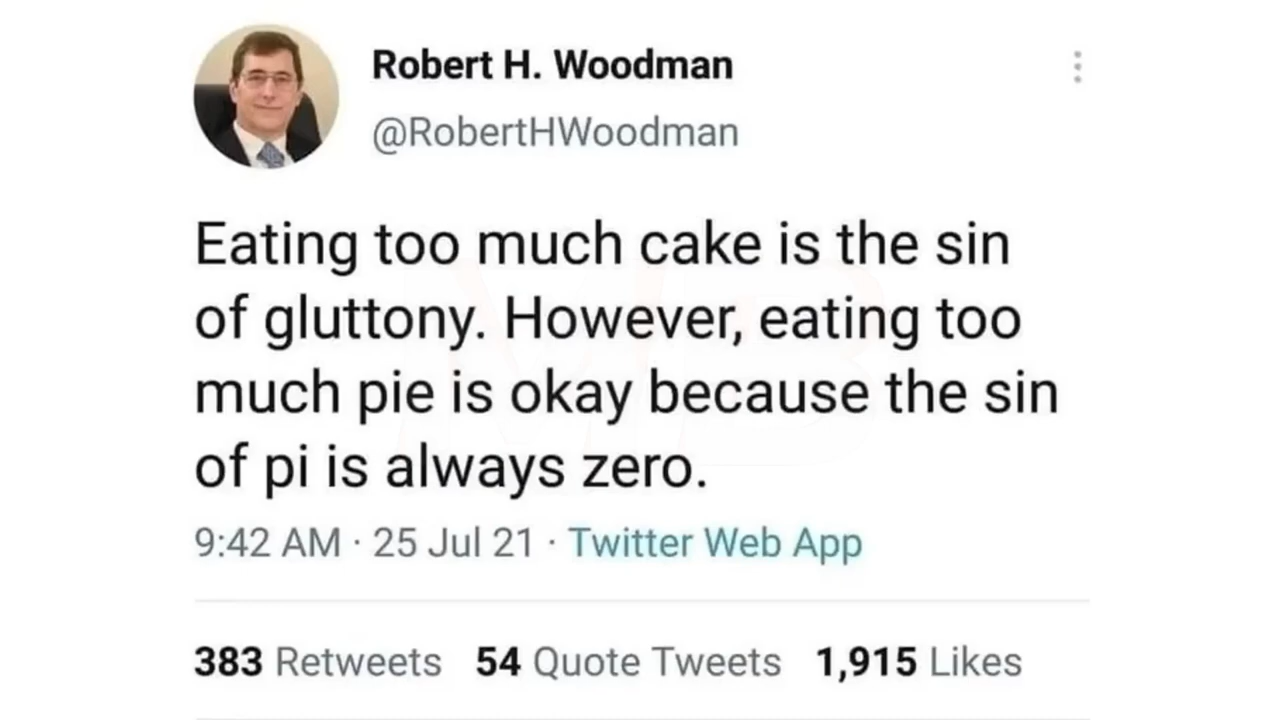 Robert H. Woodman
@RobertHWoodman
Eating too much cake is the sin
of gluttony. However, eating too
much pie is okay because the sin
of pi is always zero.
9:42 AM · 25 Jul 21 · Twitter Web App
383 Retweets 54 Quote Tweets 1,915 Likes